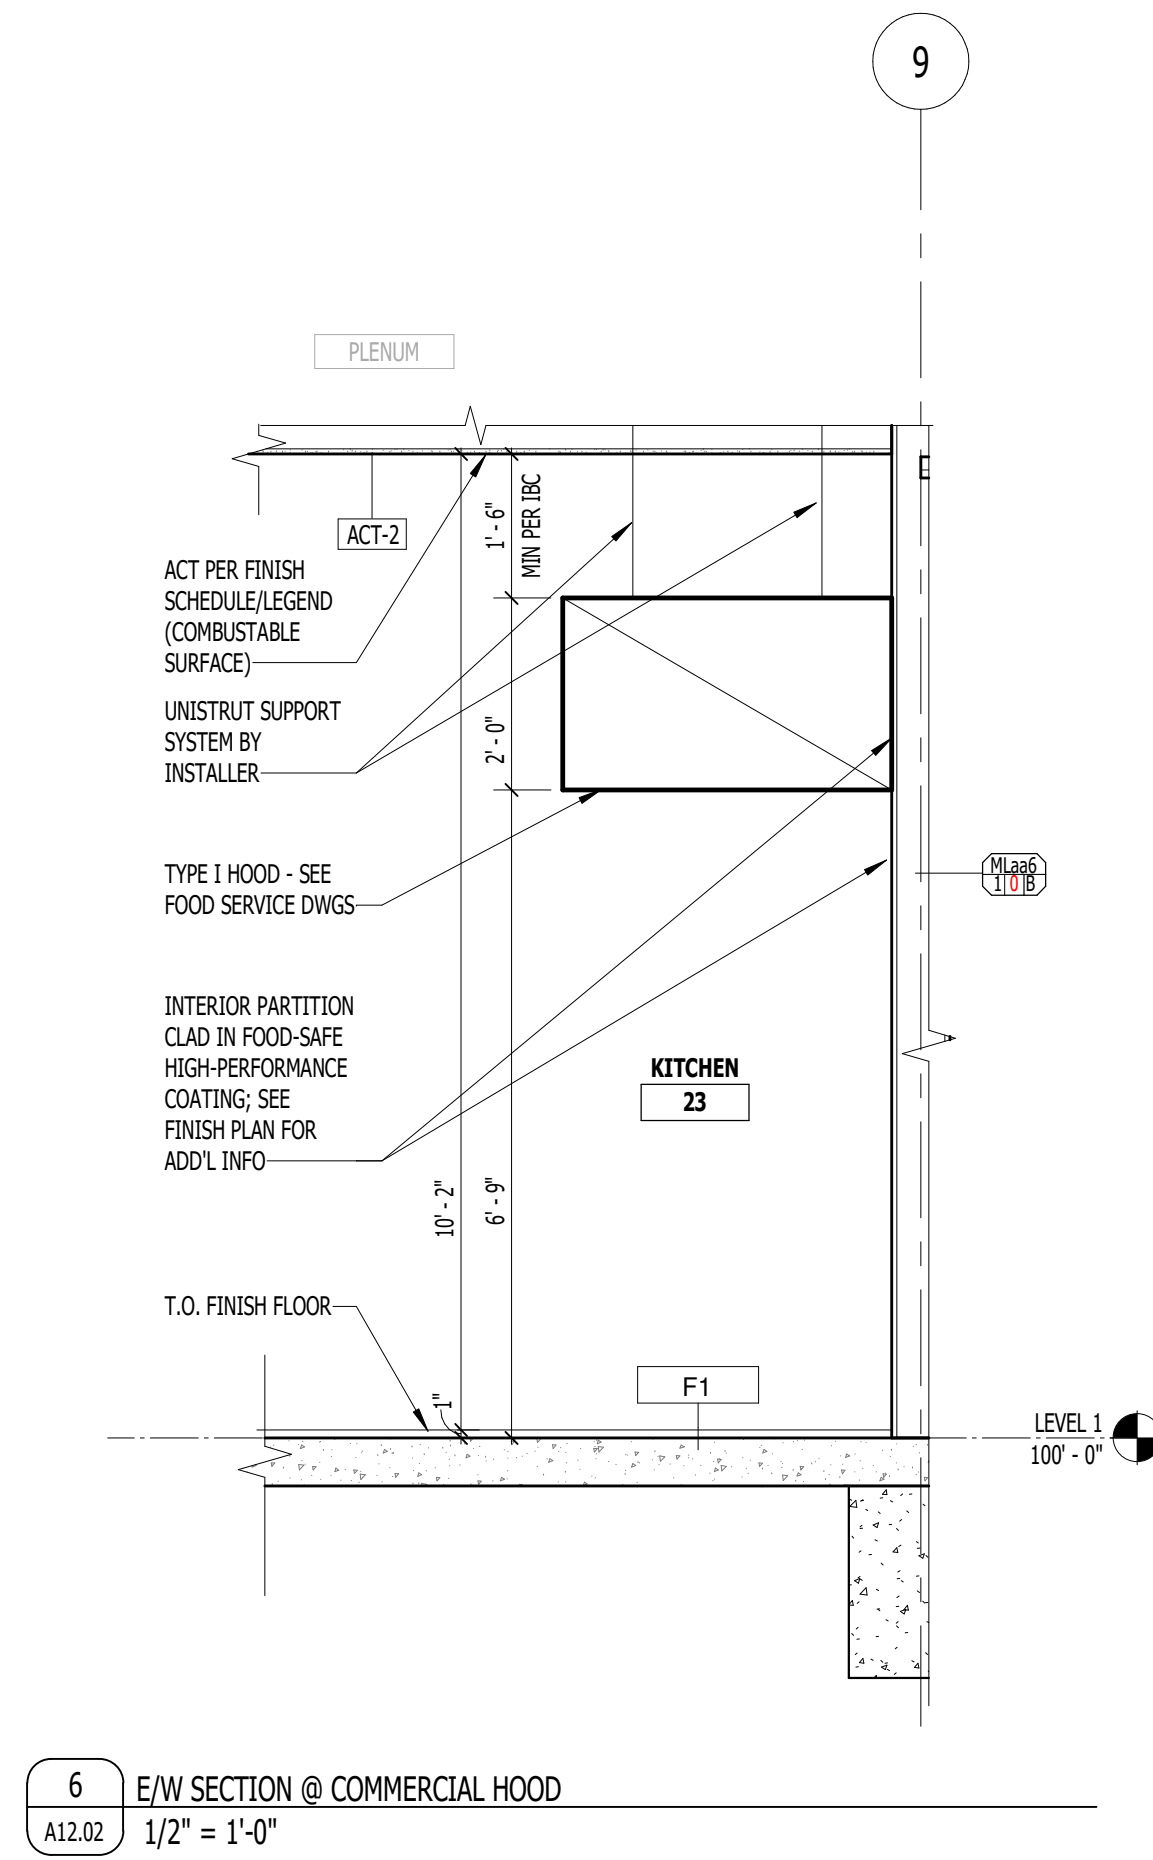 9
PLENUM
ACT-2
1' - 6"
MIN PER IBC
ACT PER FINISH
SCHEDULE/LEGEND
(COMBUSTABLE
SURFACE)
UNISTRUT SUPPORT
SYSTEM BY
INSTALLER
2' - 0"
TYPE I HOOD - SEE
FOOD SERVICE DWGS
MLaa6
1 0 B
INTERIOR PARTITION
CLAD IN FOOD-SAFE
HIGH-PERFORMANCE
COATING; SEE
FINISH PLAN FOR
ADD'L INFO
KITCHEN
23
10' - 2"
6' - 9"
T.O. FINISH FLOOR
1"
F1
LEVEL 1
100' - 0"
6
E/W SECTION @ COMMERCIAL HOOD
A12.02
1/2" = 1'-0"